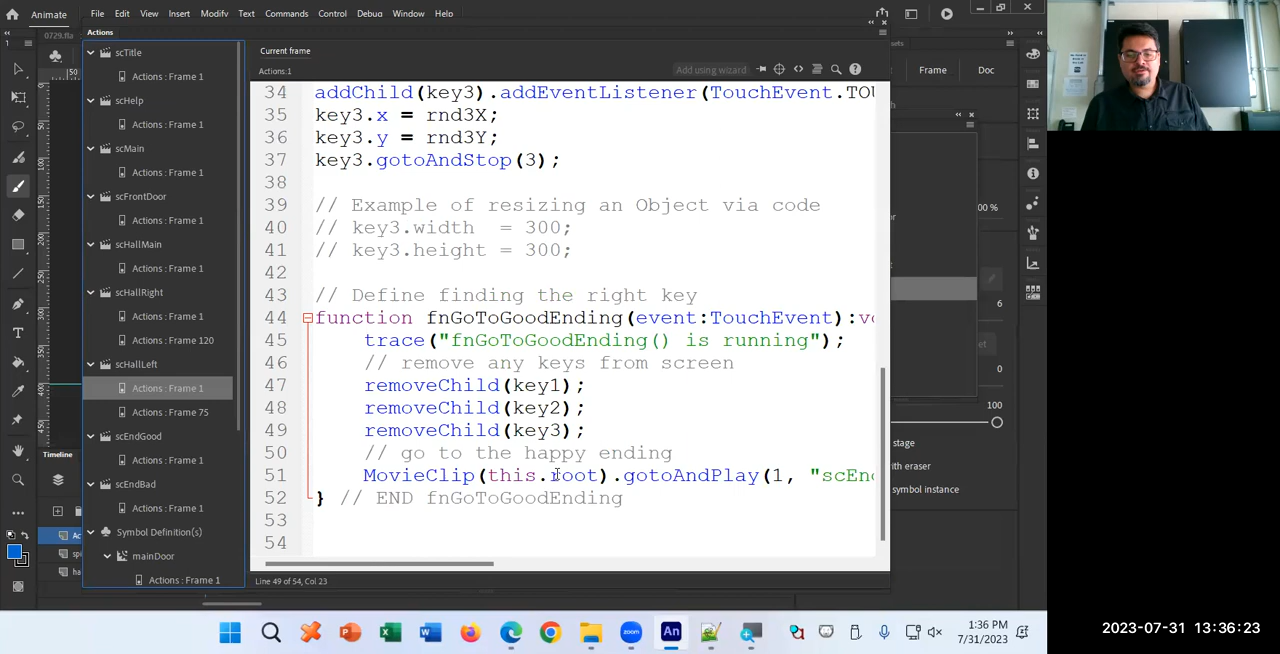 Animate File Edit View Insert Modify Text Commands Control Debug Window Help
0729.fla
Actions
scTitle
Actions : Frame 1
scHelp
Actions : Frame 1
scMain
Actions : Frame 1
scFrontDoor
Actions : Frame 1
scHallMain
Actions : Frame 1
scHallRight
Actions : Frame 1
Actions : Frame 120
scHallLeft
Actions : Frame 1
Actions : Frame 75
scEndGood
Actions : Frame 1
scEndBad
Actions : Frame 1
Symbol Definition(s)
mainDoor
Actions : Frame 1
Timeline
Current frame
Actions:1
Add using wizard
34 addChild(key3).addEventListener(TouchEvent.TOU
35 key3.x = rnd3X;
36 key3.y = rnd3Y;
37 key3.gotoAndStop(3);
38
39 // Example of resizing an Object via code
40 // key3.width  = 300;
41 // key3.height = 300;
42
43 // Define finding the right key
44 function fnGoToGoodEnding(event:TouchEvent):vo
45 trace("fnGoToGoodEnding() is running");
46 // remove any keys from screen
47 removeChild(key1);
48 removeChild(key2);
49 removeChild(key3);
50 // go to the happy ending
51 MovieClip(this.root).gotoAndPlay(1, "scEnd
52 } // END fnGoToGoodEnding
53
54
Line 49 of 54, Col 23
Frame Doc
00 %
6
0
100
stage
with eraser
symbol instance
1:36 PM
7/31/2023
2023-07-31 13:36:23